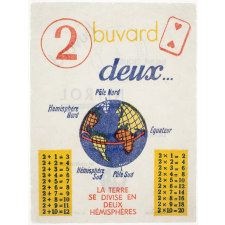 2 buvard
deux...
Pôle Nord
Hémisphère
Nord
Equateur
Hémisphère
Sud
Pôle Sud
2 + 1 = 3
2 + 2 = 4
2 + 3 = 5
2 + 4 = 6
2 + 5 = 7
2 + 6 = 8
2 + 7 = 9
2 + 8 = 10
2 + 9 = 11
2 + 10 = 12
LA TERRE
SE DIVISE EN
DEUX
HÉMISPHÈRES
2 × 1 = 2
2 × 2 = 4
2 × 3 = 6
2 × 4 = 8
2 × 5 = 10
2 × 6 = 12
2 × 7 = 14
2 × 8 = 16
2 × 9 = 18
2 × 10 = 20